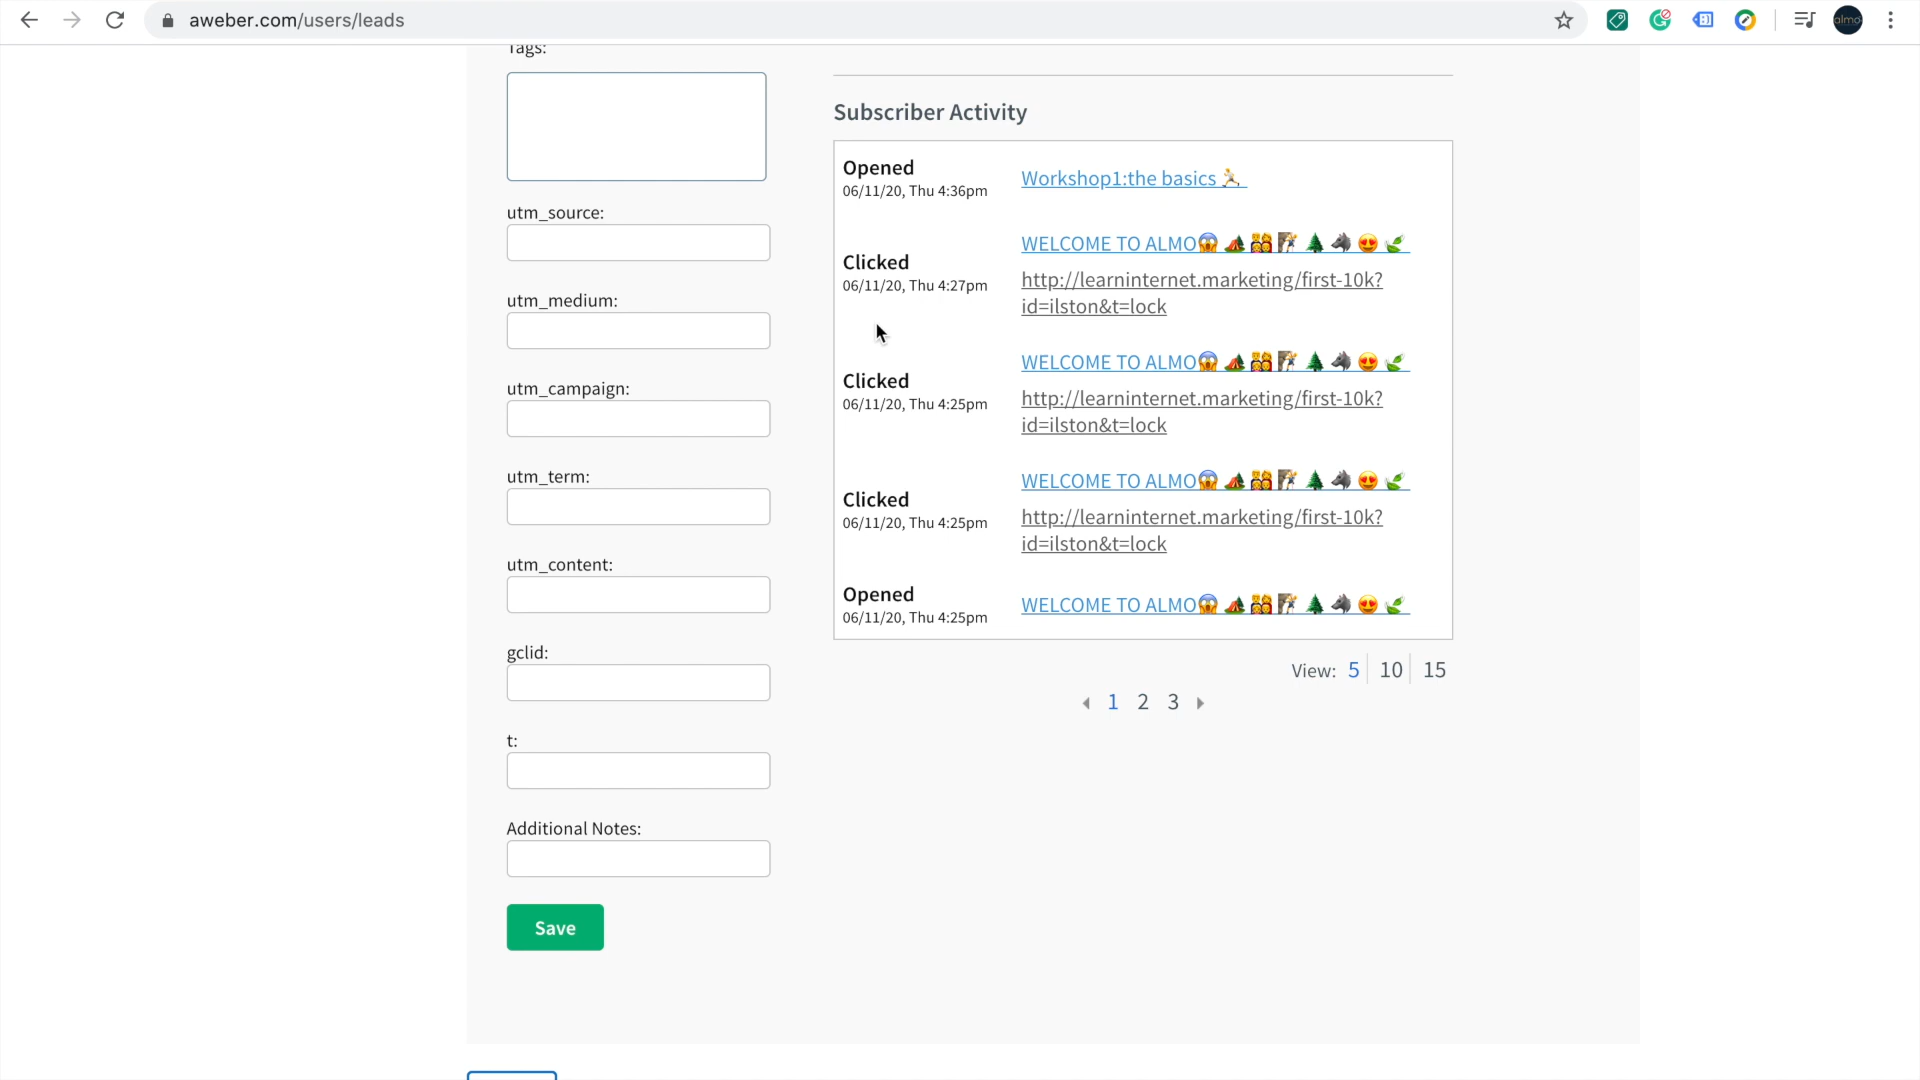 aweber.com/users/leads
almo
Tags:
utm_source:
utm_medium:
utm_campaign:
utm_term:
utm_content:
gclid:
t:
Additional Notes:
Save
Subscriber Activity
Opened
06/11/20, Thu 4:36pm
Workshop1:the basics 🏃
Clicked
06/11/20, Thu 4:27pm
WELCOME TO ALMO😱 🏕 👭 🧗 🌲 🐺 😍 🌿
http://learninternet.marketing/first-10k?
id=ilston&t=lock
Clicked
06/11/20, Thu 4:25pm
WELCOME TO ALMO😱 🏕 👭 🧗 🌲 🐺 😍 🌿
http://learninternet.marketing/first-10k?
id=ilston&t=lock
Clicked
06/11/20, Thu 4:25pm
WELCOME TO ALMO😱 🏕 👭 🧗 🌲 🐺 😍 🌿
http://learninternet.marketing/first-10k?
id=ilston&t=lock
Opened
06/11/20, Thu 4:25pm
WELCOME TO ALMO😱 🏕 👭 🧗 🌲 🐺 😍 🌿
View: 5 10 15
1 2 3